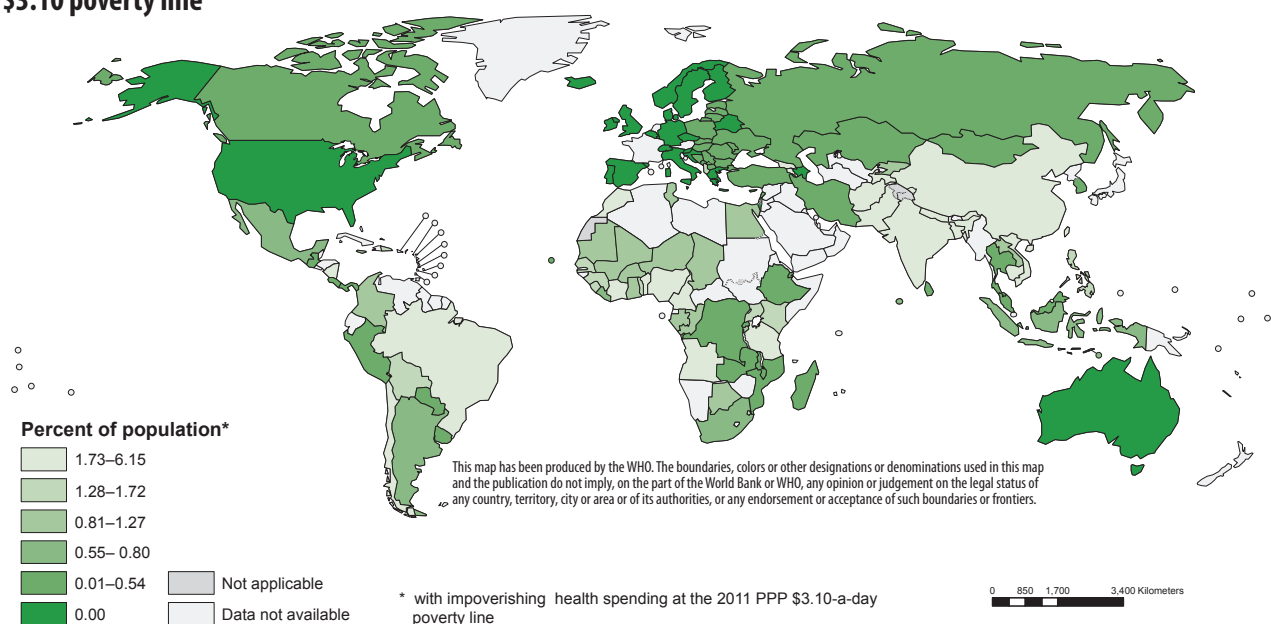 $3.10 poverty line
Percent of population*
1.73–6.15
1.28–1.72
0.81–1.27
0.55– 0.80
0.01–0.54
0.00
Not applicable
Data not available
This map has been produced by the WHO. The boundaries, colors or other designations or denominations used in this map
and the publication do not imply, on the part of the World Bank or WHO, any opinion or judgement on the legal status of
any country, territory, city or area or of its authorities, or any endorsement or acceptance of such boundaries or frontiers.
* with impoverishing health spending at the 2011 PPP $3.10-a-day
poverty line
0 850 1,700 3,400 Kilometers